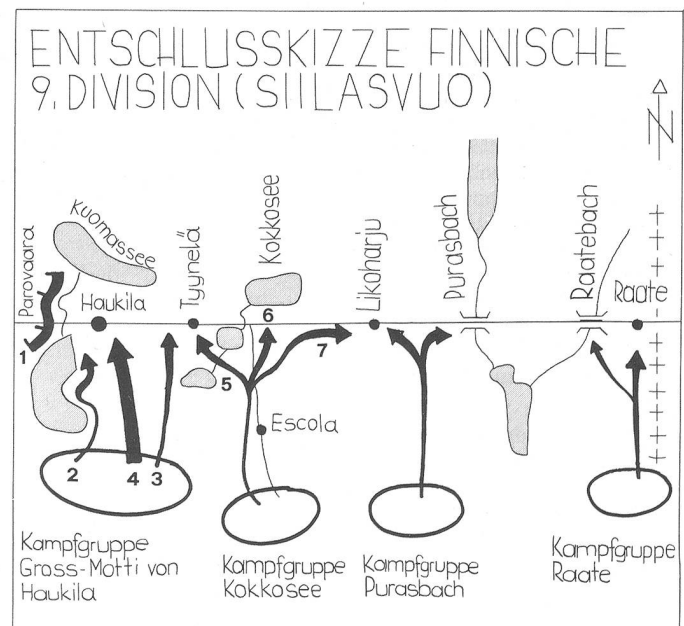 ENTSCHLUSSKIZZE FINNISCHE
9. DIVISION (SIILASVUO)
N
Parovaara
Kuomassee
Haukila
Tyynelä
Kokkosee
Likoharju
Purasbach
Raatebach
Raate
1
6
7
5
Escola
2
4
3
Kampfgruppe
Gross-Motti von
Haukila
Kampfgruppe
Kokkosee
Kampfgruppe
Purasbach
Kampfgruppe
Raate